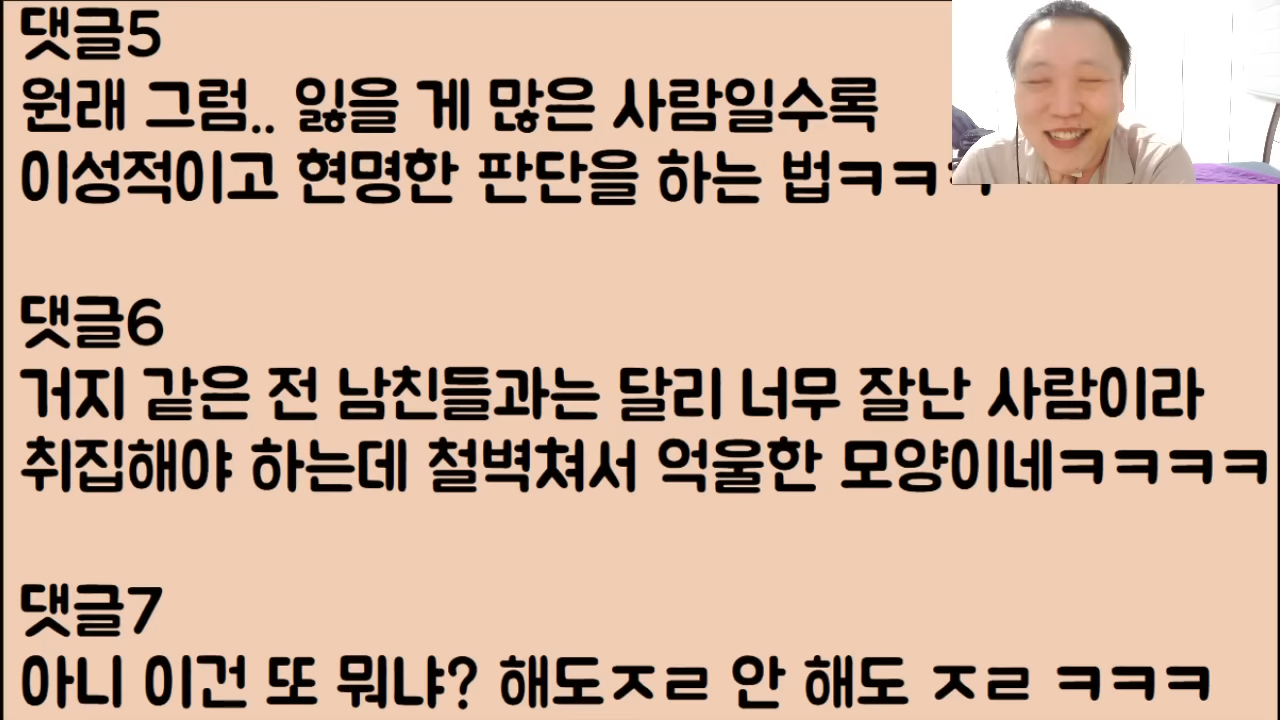 댓글5
원래 그럼.. 잃을 게 많은 사람일수록
이성적이고 현명한 판단을 하는 법ㅋㅋㅋ
댓글6
거지 같은 전 남친들과는 달리 너무 잘난 사람이라
취집해야 하는데 철벽쳐서 억울한 모양이네ㅋㅋㅋㅋ
댓글7
아니 이건 또 뭐냐? 해도ㅈㄹ 안 해도 ㅈㄹ ㅋㅋㅋ